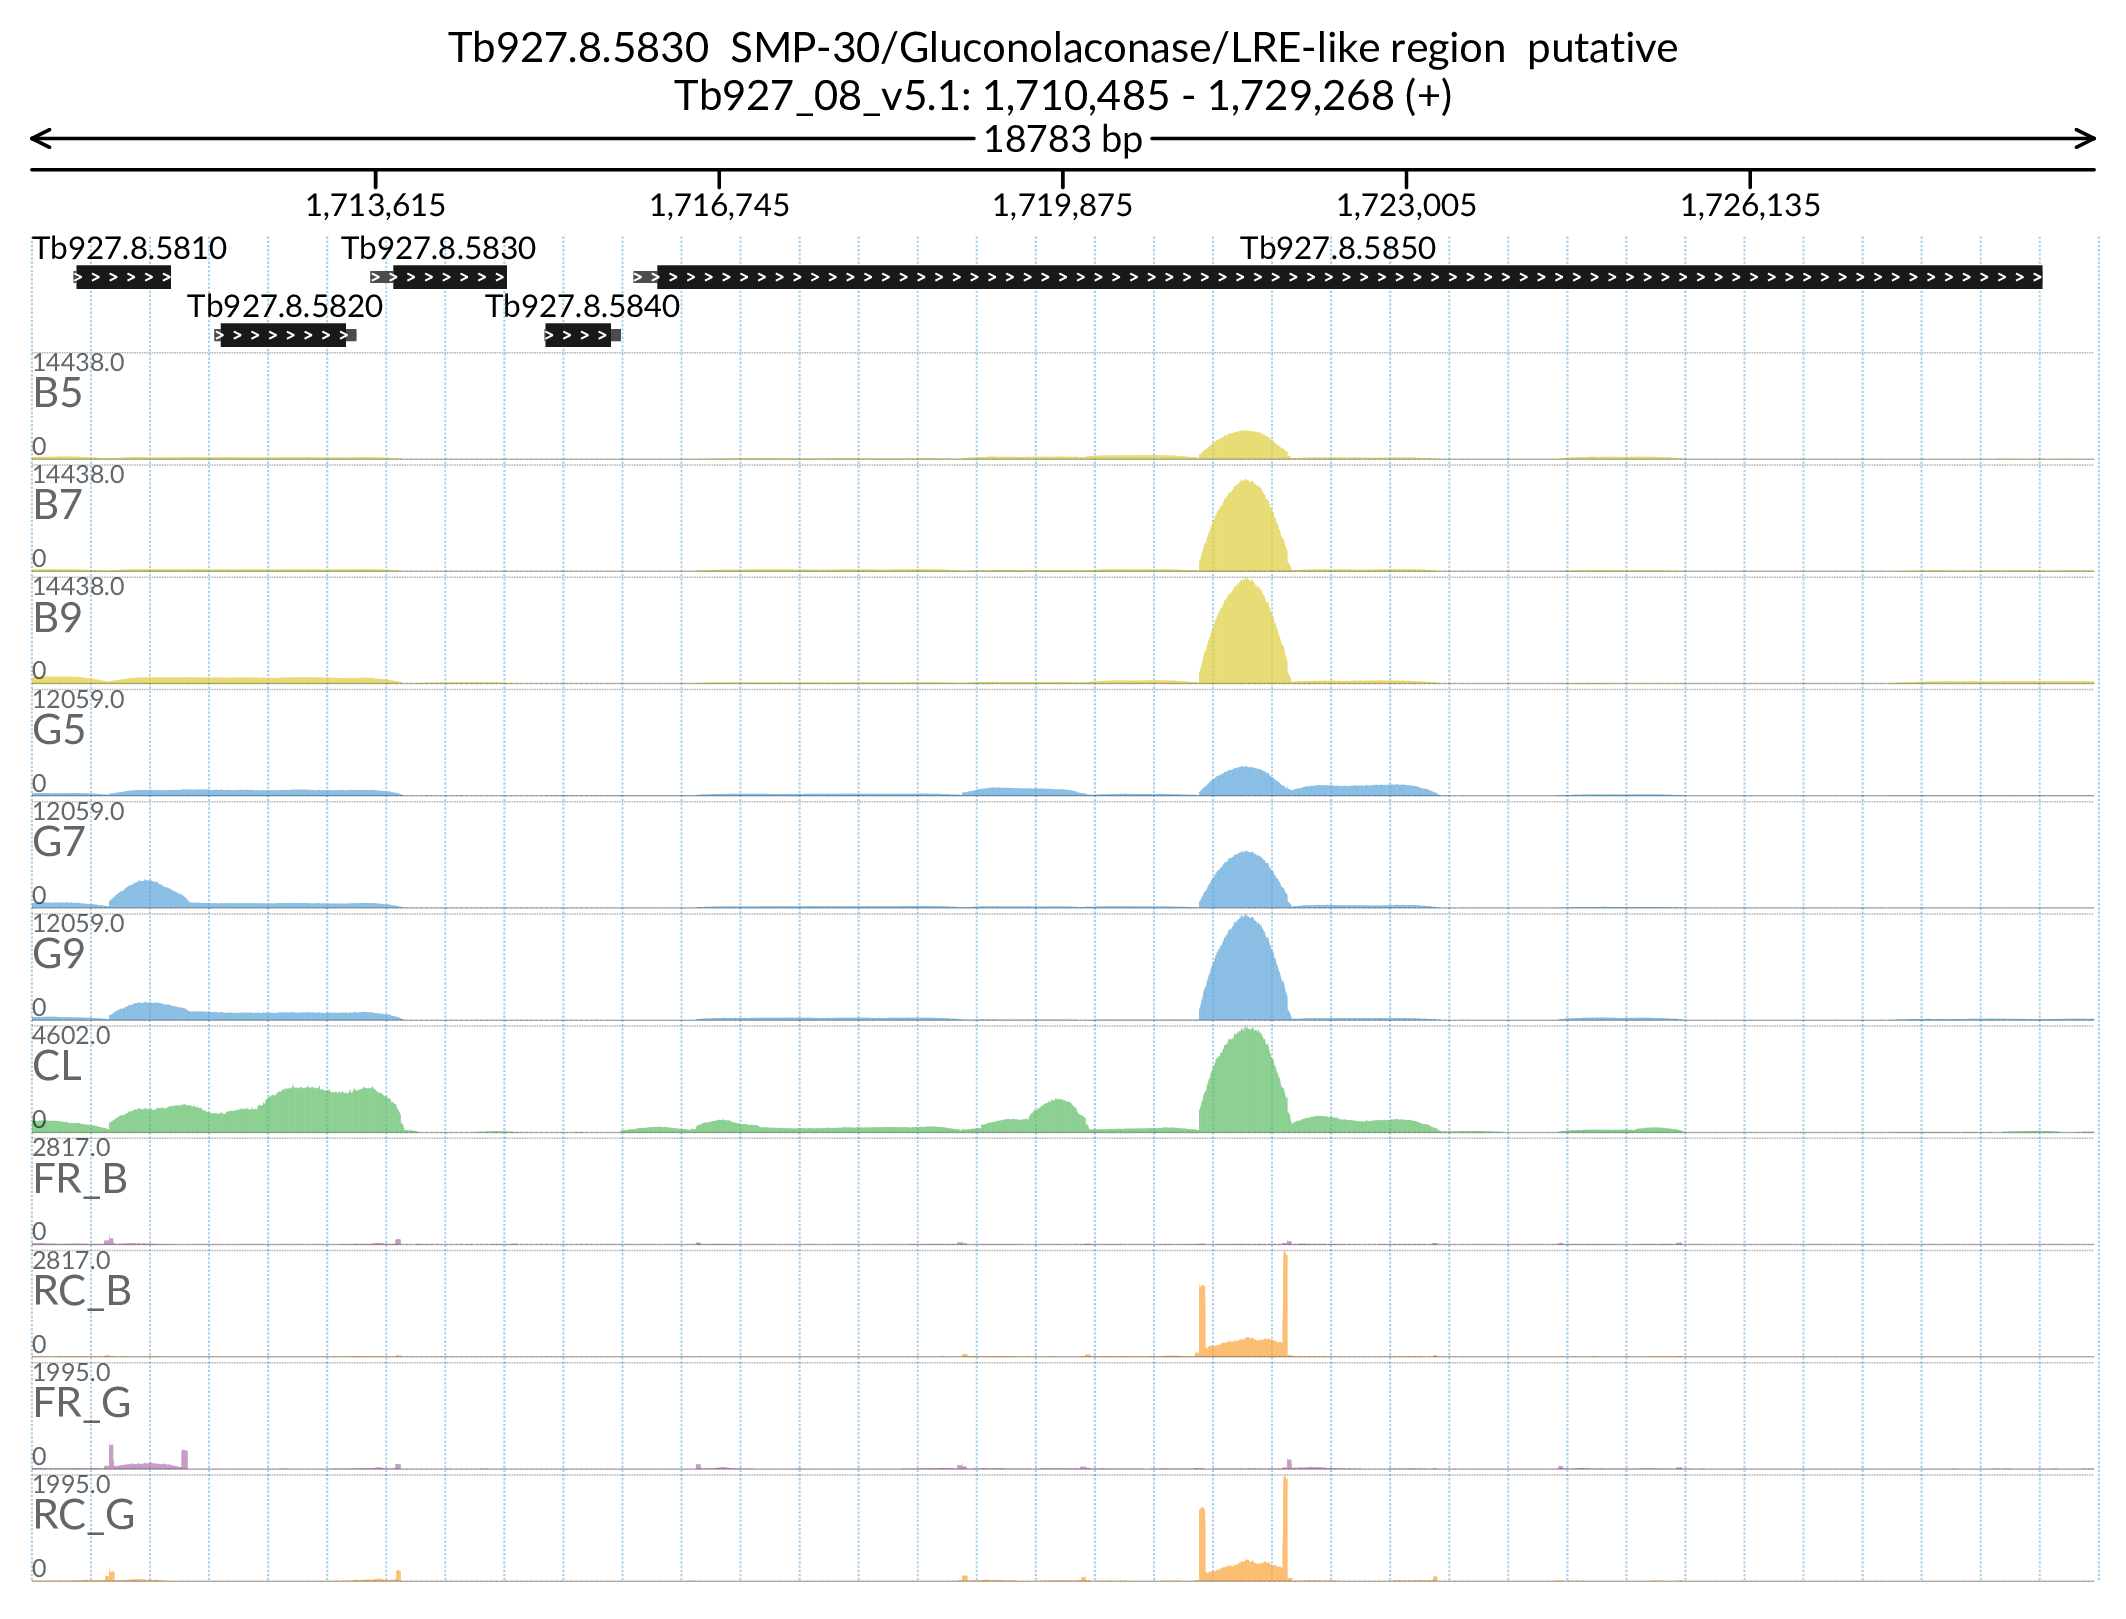 Tb927.8.5830 SMP-30/Gluconolaconase/LRE-like region putative
Tb927_08_v5.1: 1,710,485 - 1,729,268 (+)
18783 bp
1,713,615 1,716,745 1,719,875 1,723,005 1,726,135
Tb927.8.5810 Tb927.8.5830 Tb927.8.5850
Tb927.8.5820 Tb927.8.5840
14438.0
B5
0
14438.0
B7
0
14438.0
B9
0
12059.0
G5
0
12059.0
G7
0
12059.0
G9
0
4602.0
CL
0
2817.0
FR_B
0
2817.0
RC_B
0
1995.0
FR_G
0
1995.0
RC_G
0